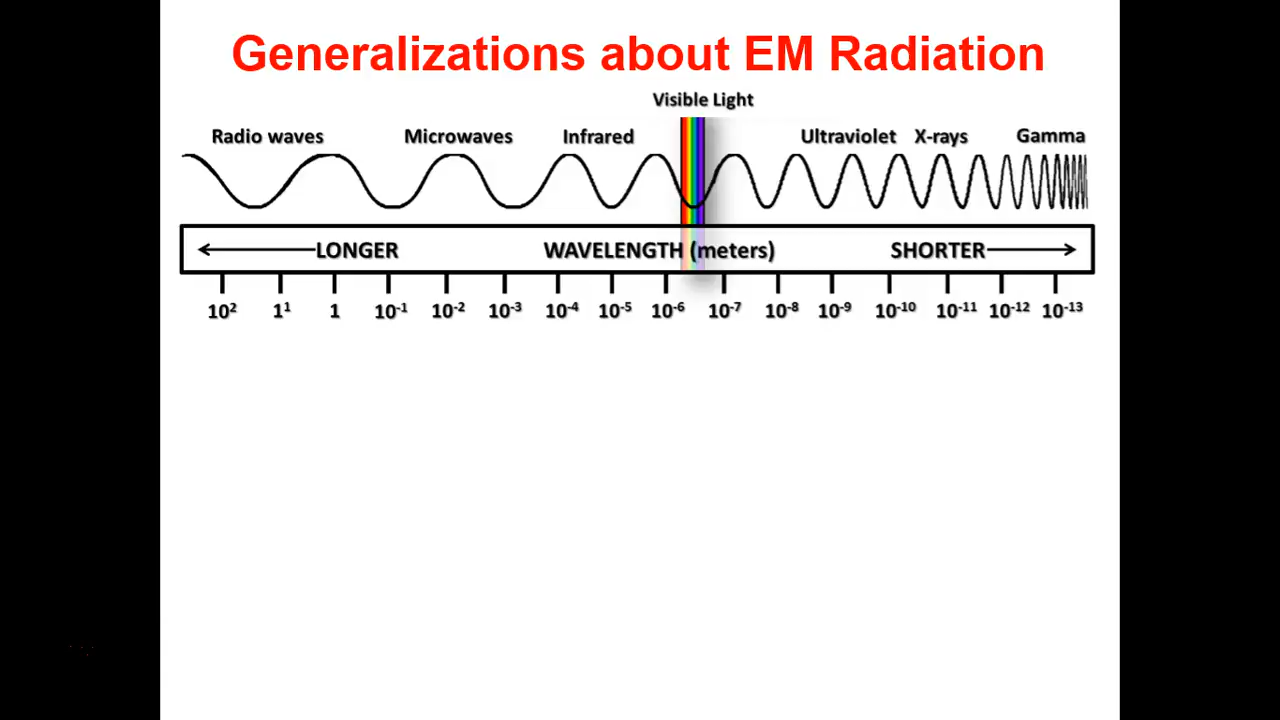 Generalizations about EM Radiation
Visible Light
Radio waves Microwaves Infrared Ultraviolet X-rays Gamma
LONGER WAVELENGTH (meters) SHORTER
10² 1¹ 1 10⁻¹ 10⁻² 10⁻³ 10⁻⁴ 10⁻⁵ 10⁻⁶ 10⁻⁷ 10⁻⁸ 10⁻⁹ 10⁻¹⁰ 10⁻¹¹ 10⁻¹² 10⁻¹³